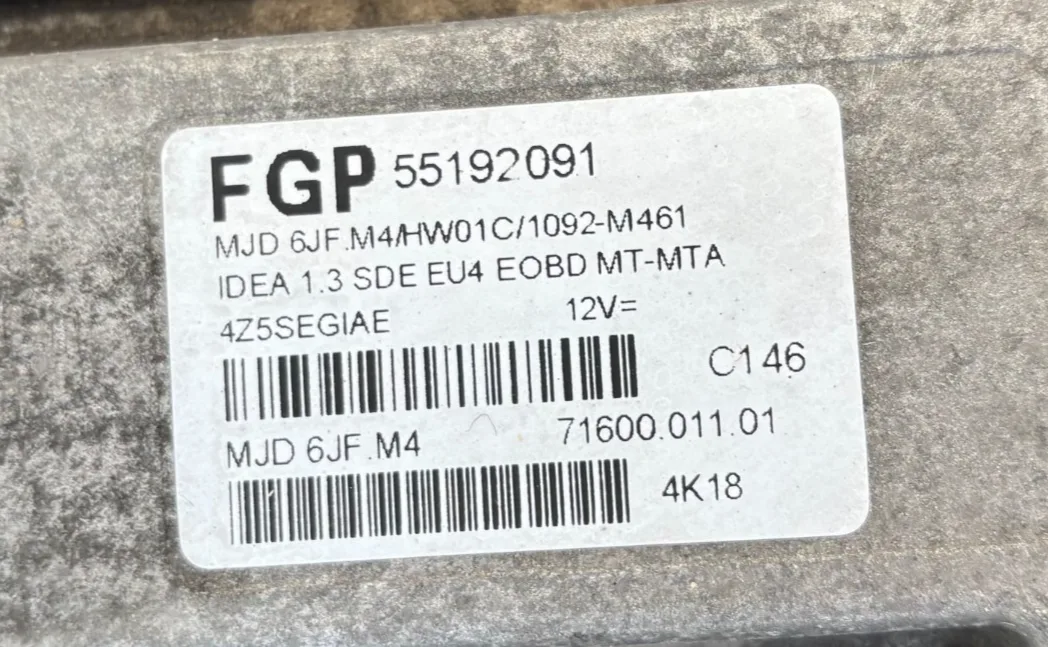 FGP 55192091
MJD 6JF.M4/HW01C/1092-M461
IDEA 1.3 SDE EU4 EOBD MT-MTA
4Z5SEGIAE 12V=
C146
MJD 6JF.M4 71600.011.01
4K18